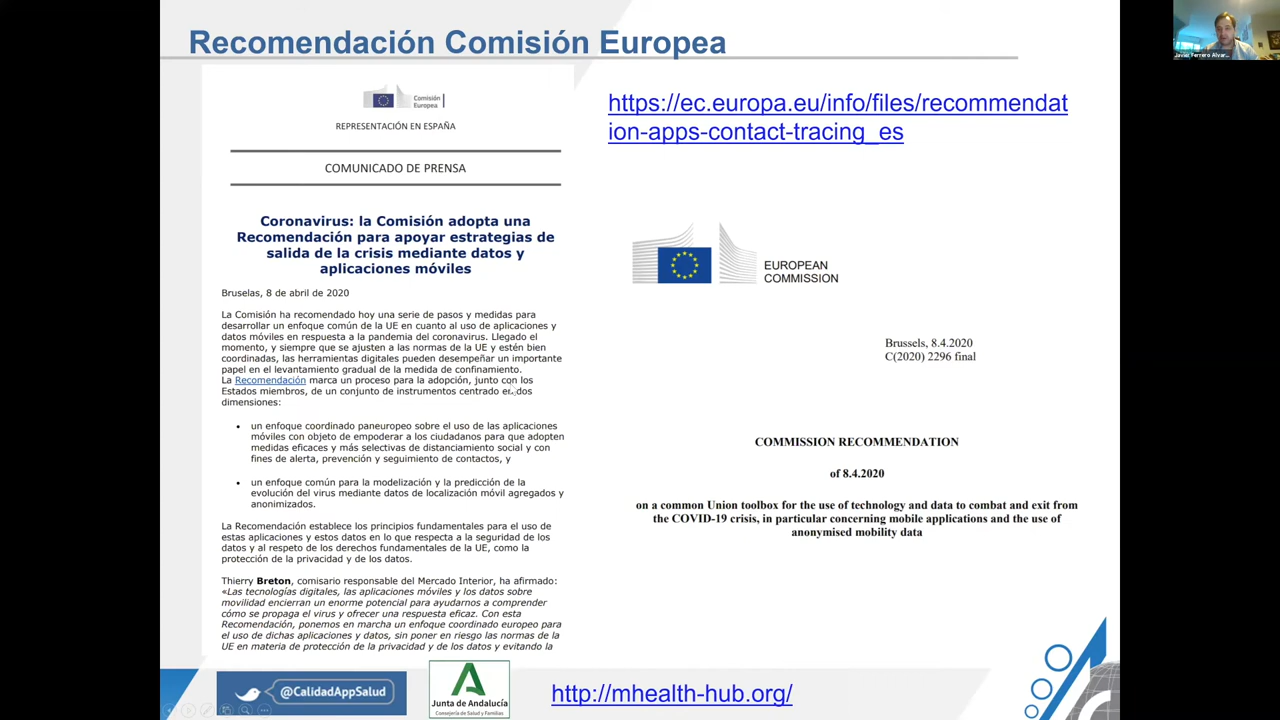 Recomendación Comisión Europea
Comisión
Europea
REPRESENTACIÓN EN ESPAÑA
COMUNICADO DE PRENSA
Coronavirus: la Comisión adopta una
Recomendación para apoyar estrategias de
salida de la crisis mediante datos y
aplicaciones móviles
Bruselas, 8 de abril de 2020
La Comisión ha recomendado hoy una serie de pasos y medidas para
desarrollar un enfoque común de la UE en cuanto al uso de aplicaciones y
datos móviles en respuesta a la pandemia del coronavirus. Llegado el
momento, y siempre que se ajusten a las normas de la UE y estén bien
coordinadas, las herramientas digitales pueden desempeñar un importante
papel en el levantamiento gradual de la medida de confinamiento.
La Recomendación marca un proceso para la adopción, junto con los
Estados miembros, de un conjunto de instrumentos centrado en dos
dimensiones:
• un enfoque coordinado paneuropeo sobre el uso de las aplicaciones
móviles con objeto de empoderar a los ciudadanos para que adopten
medidas eficaces y más selectivas de distanciamiento social y con
fines de alerta, prevención y seguimiento de contactos, y
• un enfoque común para la modelización y la predicción de la
evolución del virus mediante datos de localización móvil agregados y
anonimizados.
La Recomendación establece los principios fundamentales para el uso de
estas aplicaciones y estos datos en lo que respecta a la seguridad de los
datos y al respeto de los derechos fundamentales de la UE, como la
protección de la privacidad y de los datos.
Thierry Breton, comisario responsable del Mercado Interior, ha afirmado:
«Las tecnologías digitales, las aplicaciones móviles y los datos sobre
movilidad encierran un enorme potencial para ayudarnos a comprender
cómo se propaga el virus y ofrecer una respuesta eficaz. Con esta
Recomendación, ponemos en marcha un enfoque coordinado europeo para
el uso de dichas aplicaciones y datos, sin poner en riesgo las normas de la
UE en materia de protección de la privacidad y de los datos y evitando la
https://ec.europa.eu/info/files/recommendat
ion-apps-contact-tracing_es
EUROPEAN
COMMISSION
Brussels, 8.4.2020
C(2020) 2296 final
COMMISSION RECOMMENDATION
of 8.4.2020
on a common Union toolbox for the use of technology and data to combat and exit from
the COVID-19 crisis, in particular concerning mobile applications and the use of
anonymised mobility data
@CalidadAppSalud
Junta de Andalucía
Consejería de Salud y Familias
http://mhealth-hub.org/
Javier Ferrero Alvar...